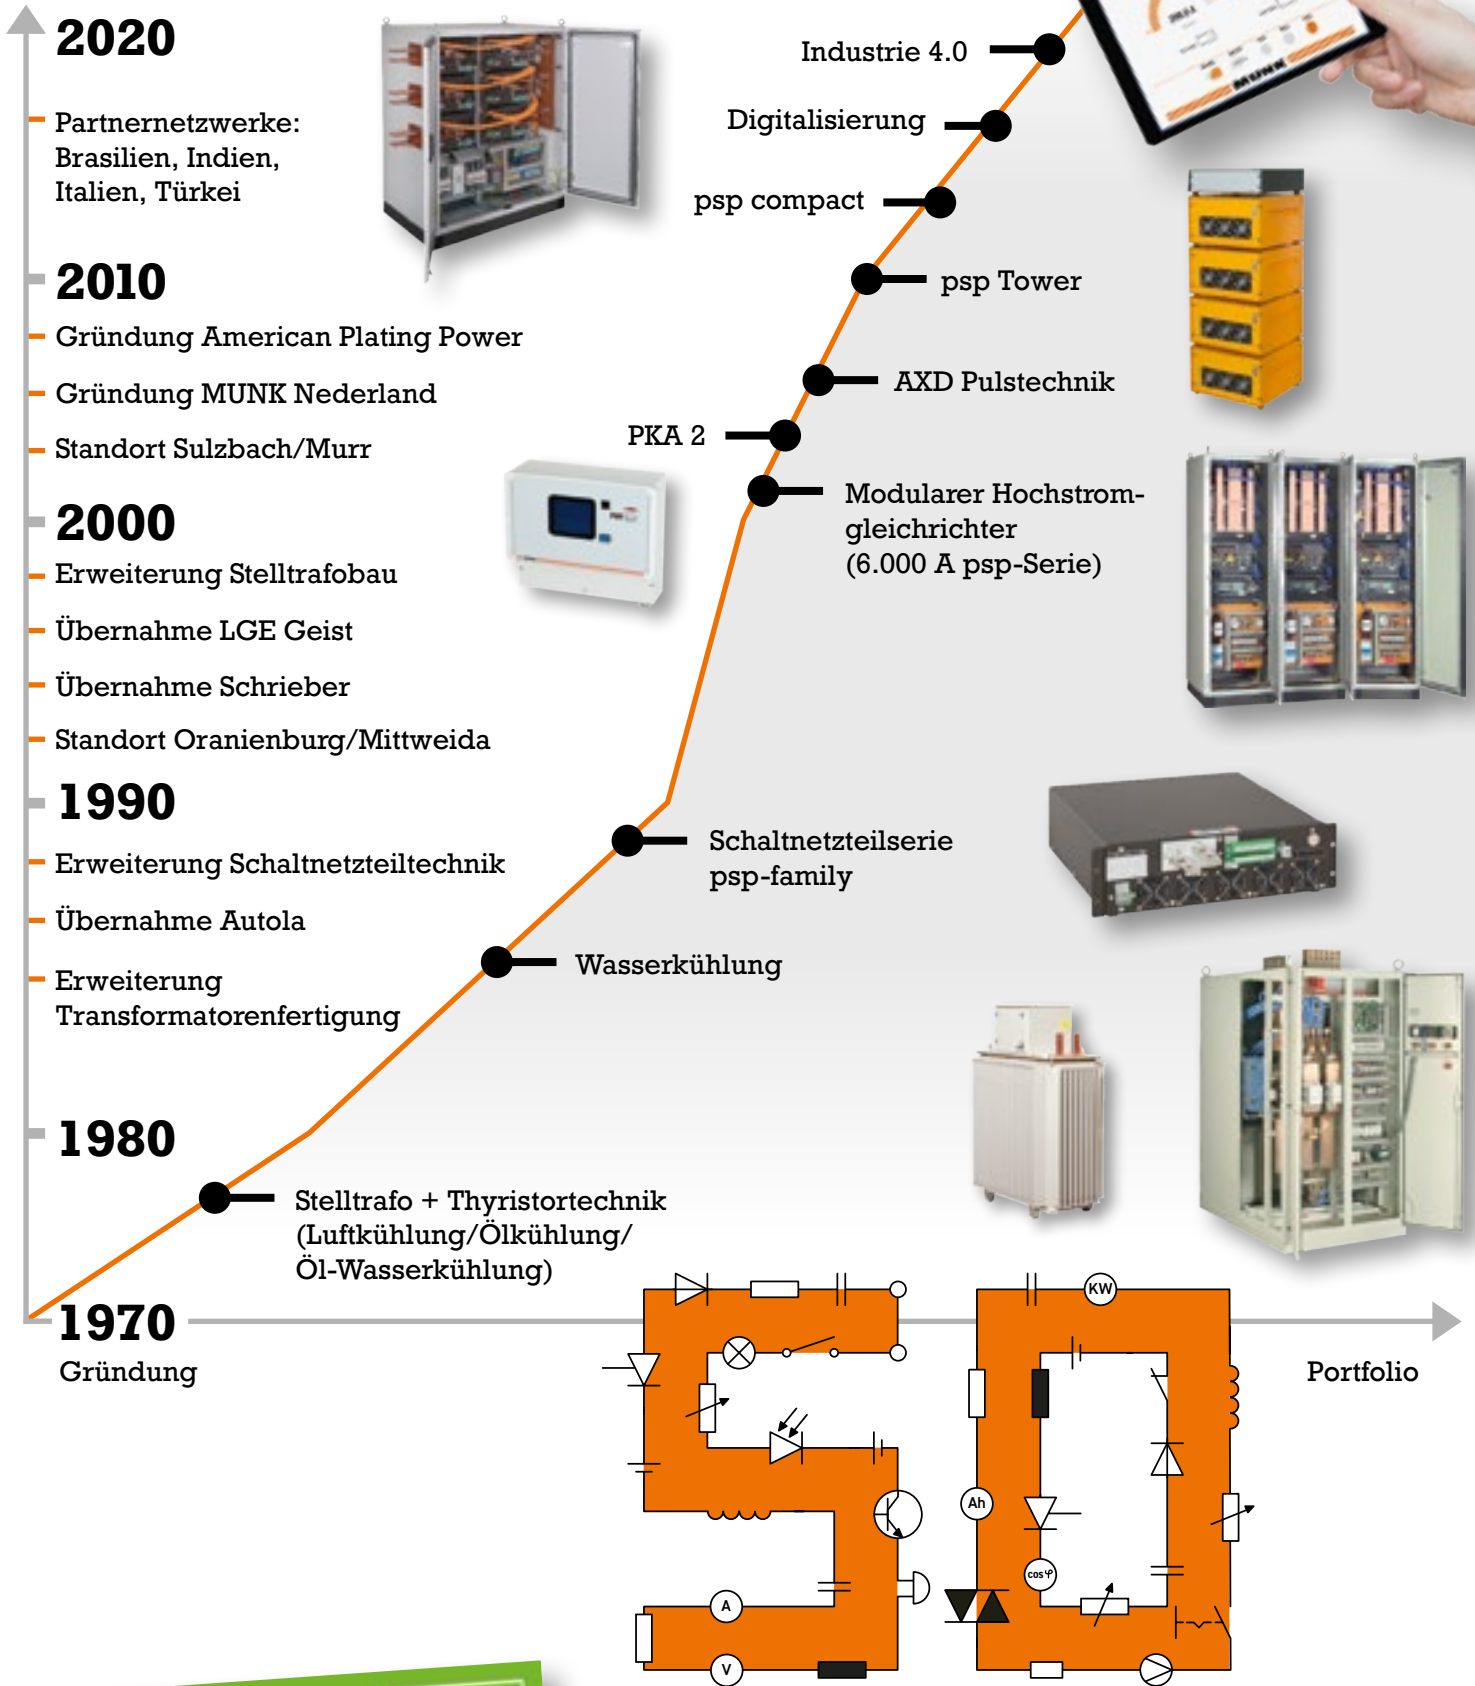 2020
Partnernetzwerke:
Brasilien, Indien,
Italien, Türkei
2010
Gründung American Plating Power
Gründung MUNK Nederland
Standort Sulzbach/Murr
2000
Erweiterung Stelltrafobau
Übernahme LGE Geist
Übernahme Schrieber
Standort Oranienburg/Mittweida
1990
Erweiterung Schaltnetzteiltechnik
Übernahme Autola
Erweiterung
Transformatorenfertigung
1980
1970
Gründung
Industrie 4.0
Digitalisierung
psp compact
psp Tower
AXD Pulstechnik
PKA 2
Modularer Hochstrom-
gleichrichter
(6.000 A psp-Serie)
Schaltnetzteilserie
psp-family
Wasserkühlung
Stelltrafo + Thyristortechnik
(Luftkühlung/Ölkühlung/
Öl-Wasserkühlung)
Portfolio
MUNK
KW
Ah
cos φ
A
V